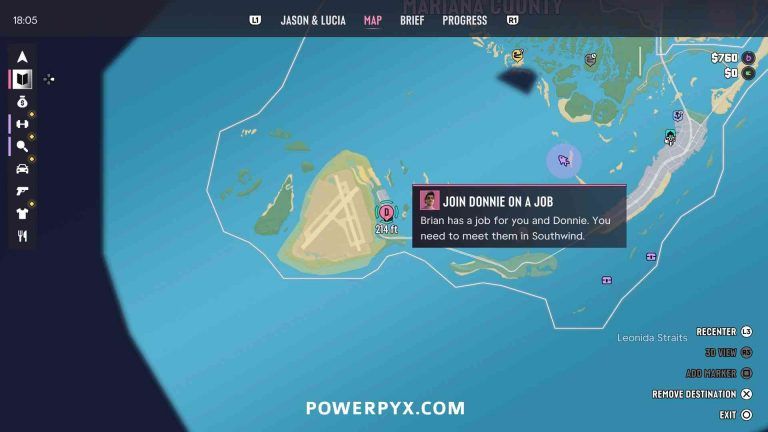 18:05
L1 JASON & LUCIA MAP BRIEF PROGRESS R1
MARIANA COUNTY
$760
$0
D
214 ft
JOIN DONNIE ON A JOB
Brian has a job for you and Donnie. You
need to meet them in Southwind.
Leonida Straits
RECENTER L3
3D VIEW R3
ADD MARKER
REMOVE DESTINATION
EXIT
POWERPYX.COM